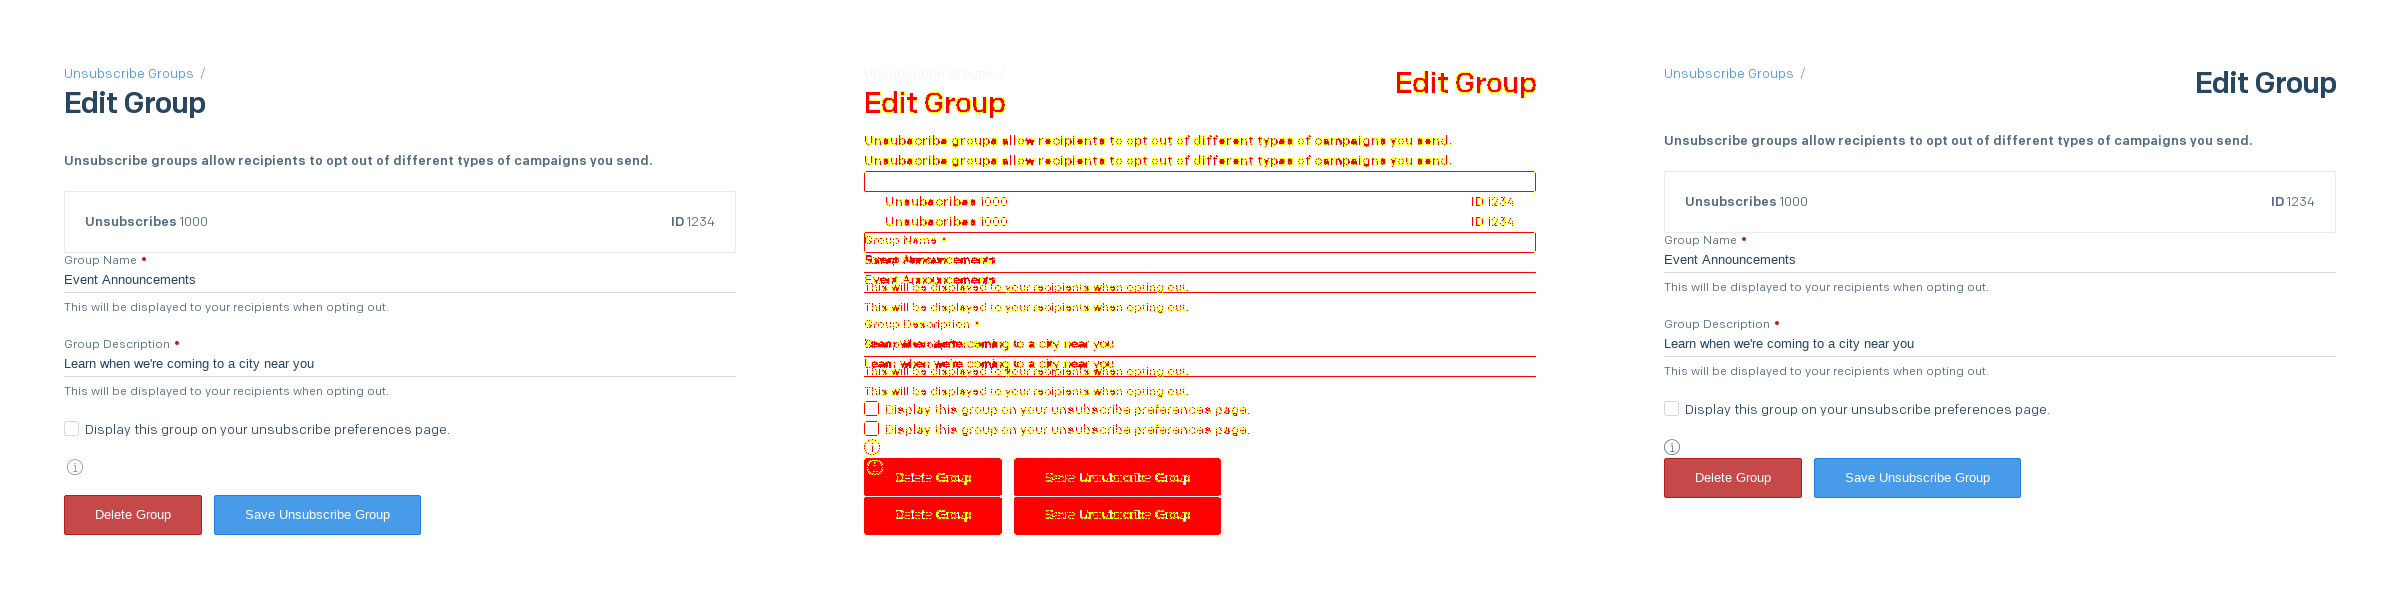 Unsubscribe Groups /
Edit Group
Unsubscribe groups allow recipients to opt out of different types of campaigns you send.
Unsubscribes 1000 ID 1234
Group Name •
Event Announcements
This will be displayed to your recipients when opting out.
Group Description •
Learn when we're coming to a city near you
This will be displayed to your recipients when opting out.
Display this group on your unsubscribe preferences page.
Delete Group Save Unsubscribe Group
Unsubscribe Groups /
Edit Group
Edit Group
Unsubscribe groups allow recipients to opt out of different types of campaigns you send.
Unsubscribe groups allow recipients to opt out of different types of campaigns you send.
Unsubscribes 1000 ID 1234
Unsubscribes 1000 ID 1234
Group Name •
Event Announcements
Event Announcements
This will be displayed to your recipients when opting out.
This will be displayed to your recipients when opting out.
Group Description •
Learn when we're coming to a city near you
Learn when we're coming to a city near you
This will be displayed to your recipients when opting out.
This will be displayed to your recipients when opting out.
Display this group on your unsubscribe preferences page.
Display this group on your unsubscribe preferences page.
Delete Group Save Unsubscribe Group
Delete Group Save Unsubscribe Group
Unsubscribe Groups /
Edit Group
Unsubscribe groups allow recipients to opt out of different types of campaigns you send.
Unsubscribes 1000 ID 1234
Group Name •
Event Announcements
This will be displayed to your recipients when opting out.
Group Description •
Learn when we're coming to a city near you
This will be displayed to your recipients when opting out.
Display this group on your unsubscribe preferences page.
Delete Group Save Unsubscribe Group